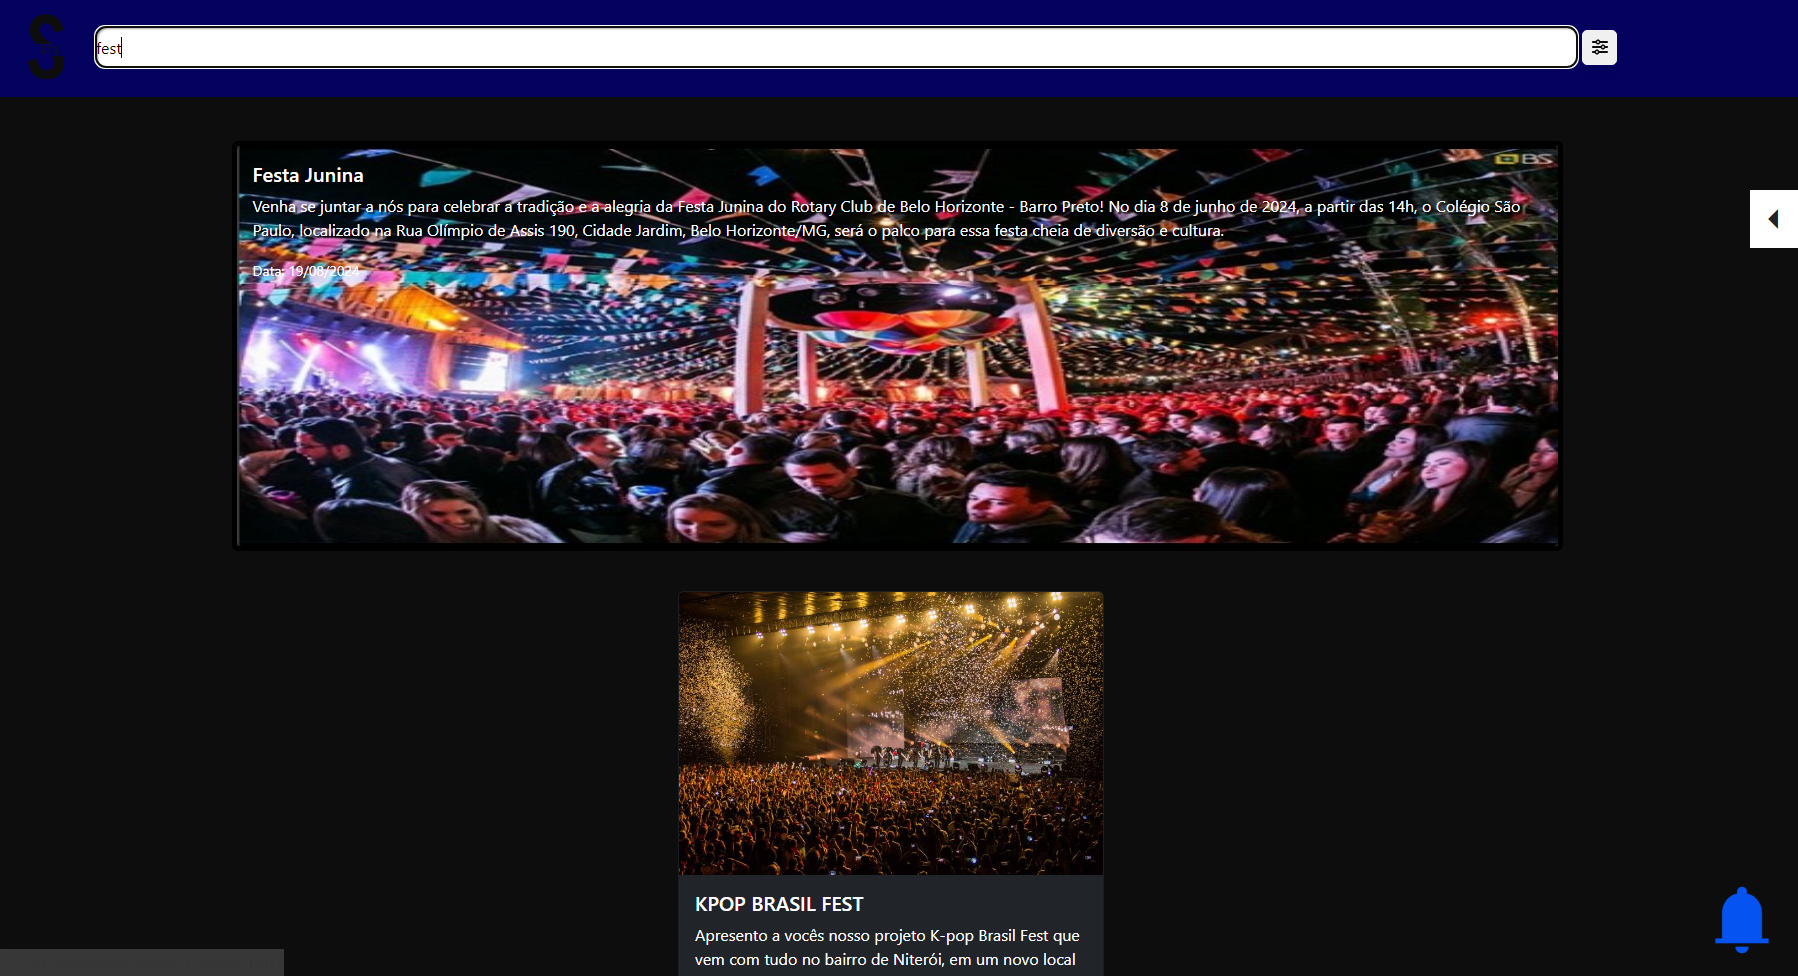 fest
BS
Festa Junina
Venha se juntar a nós para celebrar a tradição e a alegria da Festa Junina do Rotary Club de Belo Horizonte - Barro Preto! No dia 8 de junho de 2024, a partir das 14h, o Colégio São
Paulo, localizado na Rua Olímpio de Assis 190, Cidade Jardim, Belo Horizonte/MG, será o palco para essa festa cheia de diversão e cultura.
Data: 19/08/2024
KPOP BRASIL FEST
Apresento a vocês nosso projeto K-pop Brasil Fest que
vem com tudo no bairro de Niterói, em um novo local